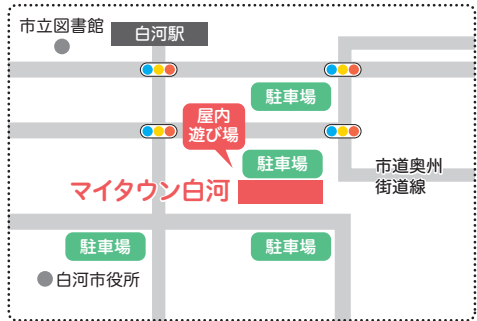 市立図書館
白河駅
駐車場
屋内
遊び場
駐車場
市道奥州
街道線
マイタウン白河
駐車場
駐車場
白河市役所